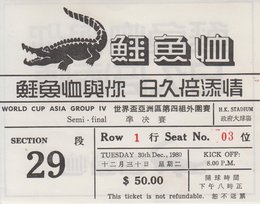 鱷魚恤
鱷魚恤與你 日久倍添情
WORLD CUP ASIA GROUP IV 世界盃亞洲區第四組外圍賽 H.K. STADIUM
Semi-final 準決賽 政府大球場
SECTION 段 Row 1 行 Seat No. 03 位
29
TUESDAY 30th Dec., 1980 KICK OFF:
十二月三十日 星期二 8.00 P.M.
$ 50.00 開球時間
下午八時正
This ticket is not refundable. 恕不退票